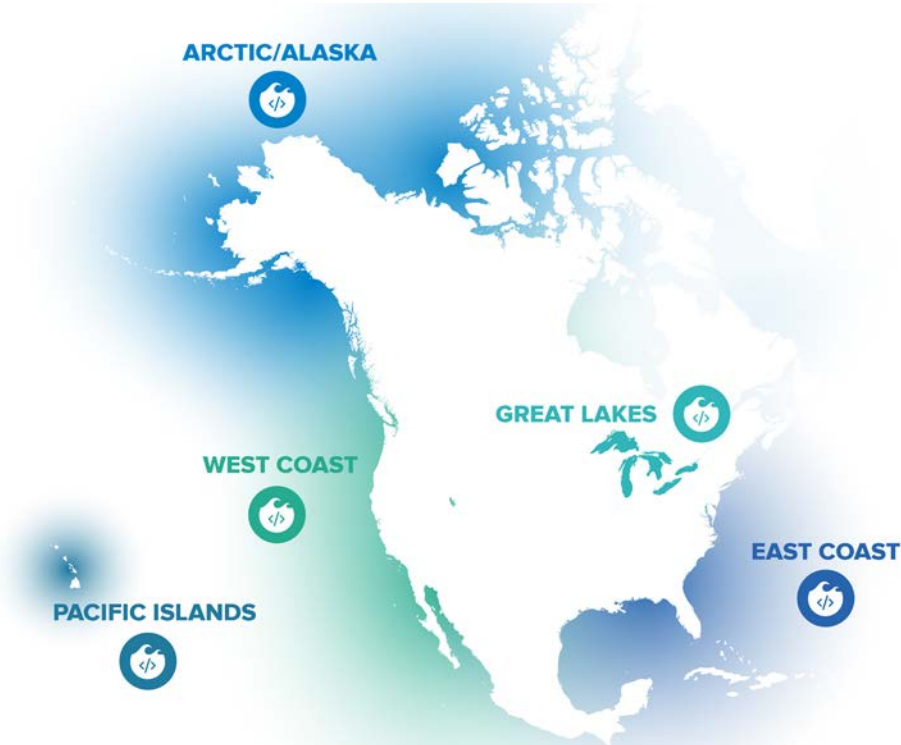 ARCTIC/ALASKA
</>
GREAT LAKES
</>
WEST COAST
</>
EAST COAST
</>
PACIFIC ISLANDS
</>